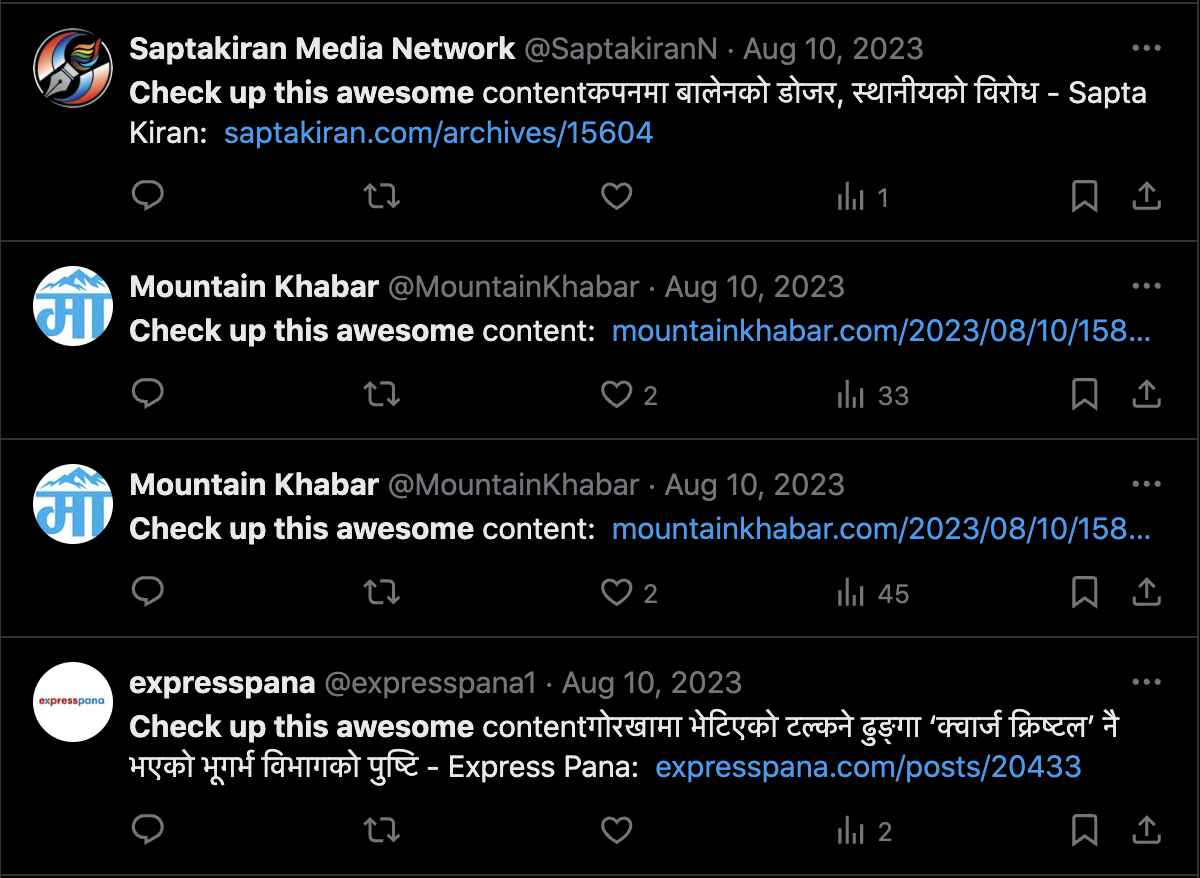 Saptakiran Media Network @SaptakiranN · Aug 10, 2023
Check up this awesome contentकपनमा बालेनको डोजर, स्थानीयको विरोध - Sapta
Kiran: saptakiran.com/archives/15604
1
मा
Mountain Khabar @MountainKhabar · Aug 10, 2023
Check up this awesome content: mountainkhabar.com/2023/08/10/158…
2 33
मा
Mountain Khabar @MountainKhabar · Aug 10, 2023
Check up this awesome content: mountainkhabar.com/2023/08/10/158…
2 45
expresspana
expresspana @expresspana1 · Aug 10, 2023
Check up this awesome contentगोरखामा भेटिएको टल्कने ढुङ्गा ‘क्वार्ज क्रिष्टल’ नै
भएको भूगर्भ विभागको पुष्टि - Express Pana: expresspana.com/posts/20433
2